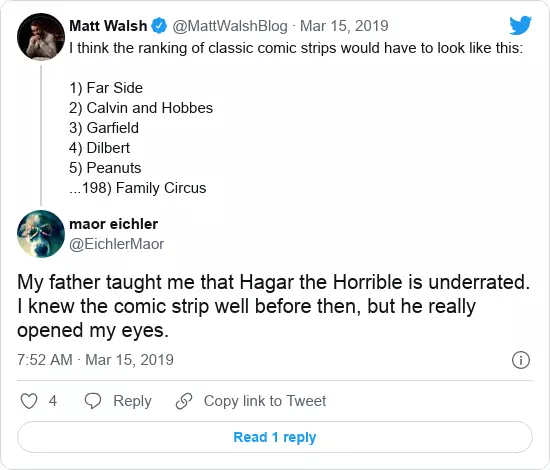 Matt Walsh @MattWalshBlog · Mar 15, 2019
I think the ranking of classic comic strips would have to look like this:
1) Far Side
2) Calvin and Hobbes
3) Garfield
4) Dilbert
5) Peanuts
...198) Family Circus
maor eichler
@EichlerMaor
My father taught me that Hagar the Horrible is underrated.
I knew the comic strip well before then, but he really
opened my eyes.
7:52 AM · Mar 15, 2019
4 Reply Copy link to Tweet
Read 1 reply